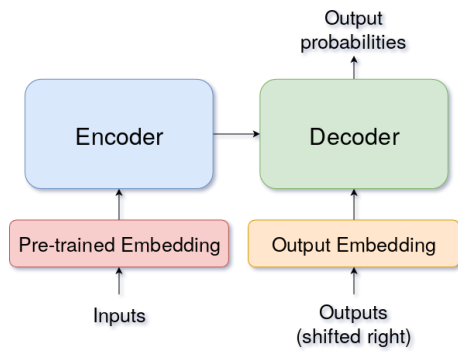 Output
probabilities
Encoder
Decoder
Pre-trained Embedding
Output Embedding
Inputs
Outputs
(shifted right)